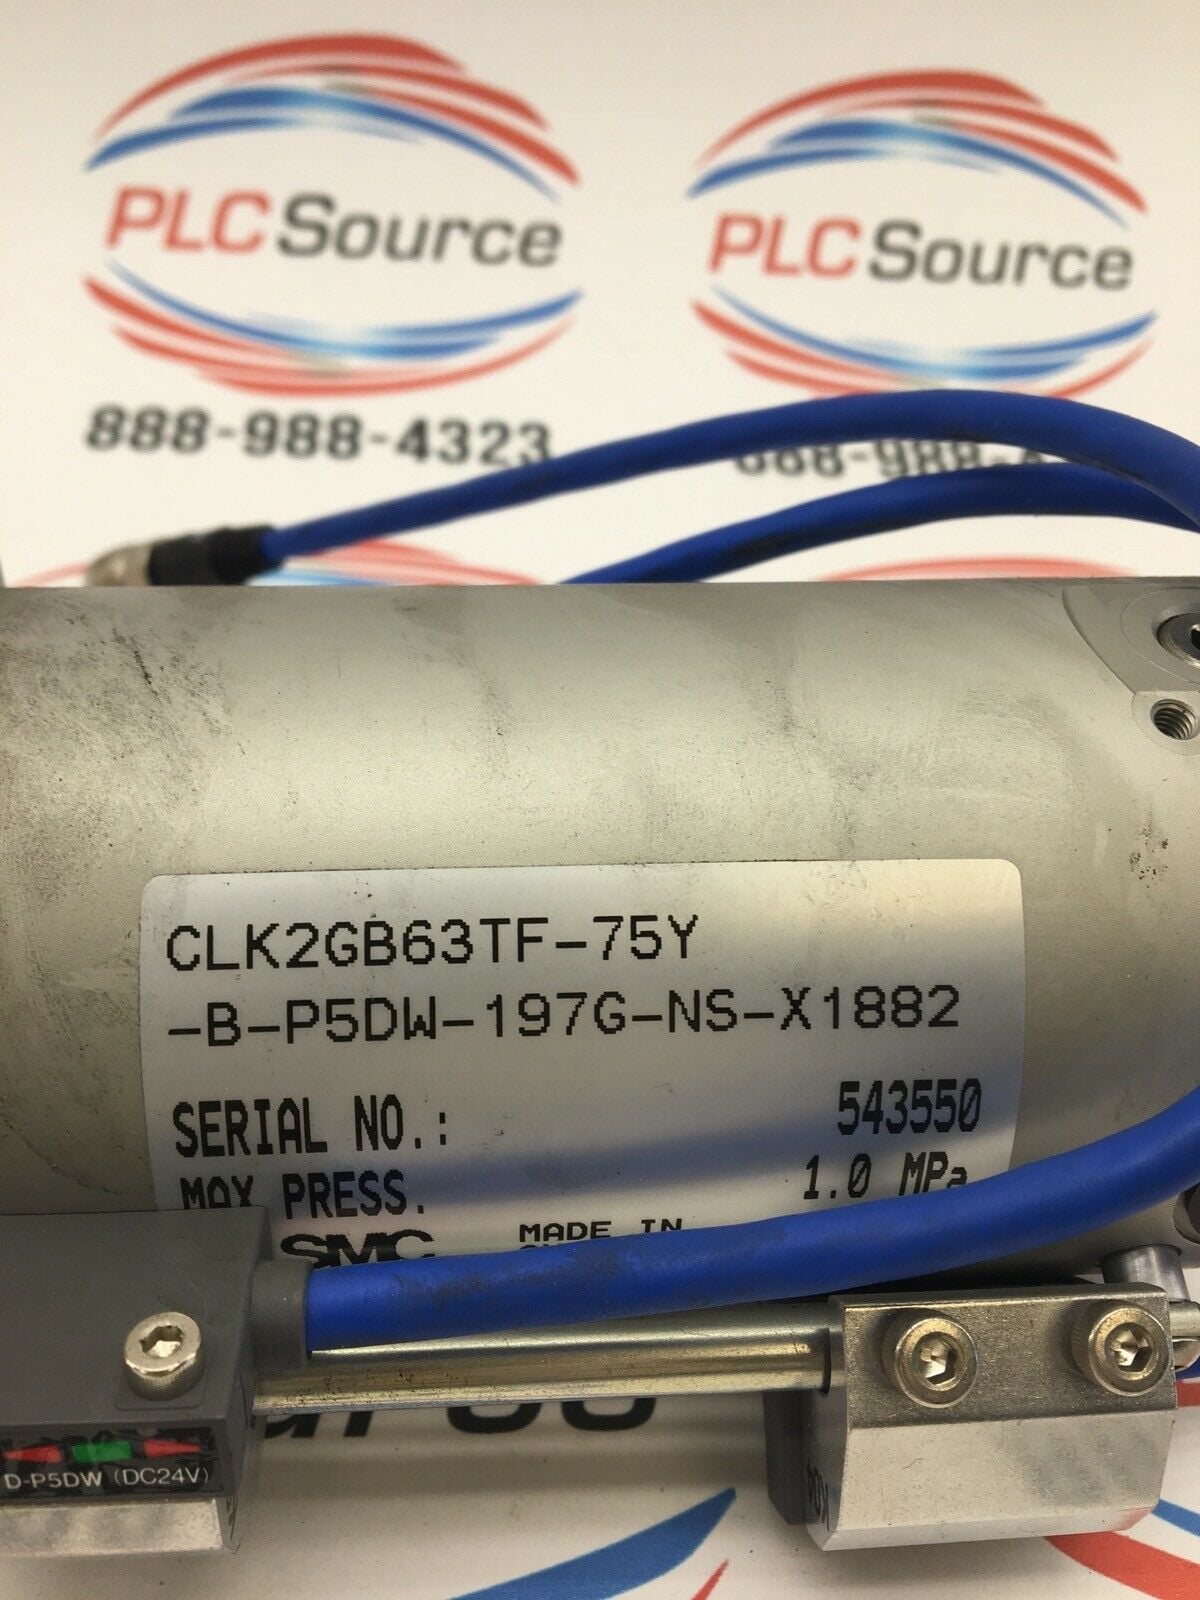 PLC Source
888-988-4323
PLC Source
CLK2GB63TF-75Y
-B-P5DW-197G-NS-X1882
SERIAL NO.: 543550
MAX PRESS. 1.0 MPa
SMC MADE IN
D-P5DW (DC24V)